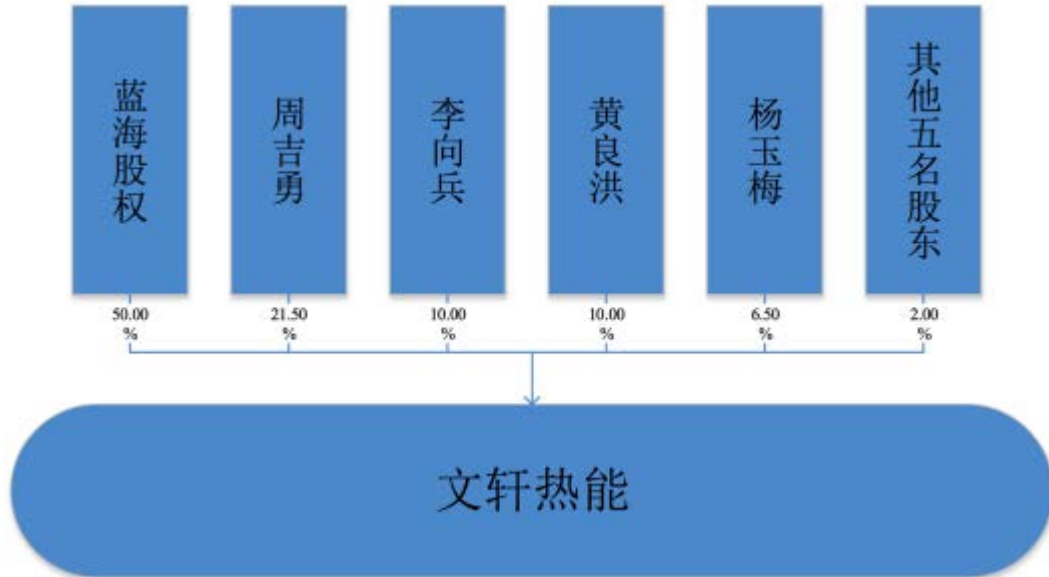 蓝海股权
周吉勇
李向兵
黄良洪
杨玉梅
其他五名股东
50.00
%
21.50
%
10.00
%
10.00
%
6.50
%
2.00
%
文轩热能